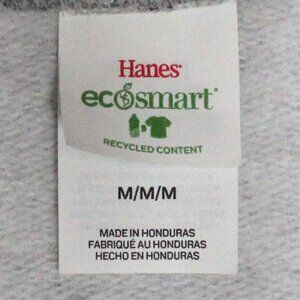 Hanes®
ecosmart®
RECYCLED CONTENT
M/M/M
MADE IN HONDURAS
FABRIQUÉ AU HONDURAS
HECHO EN HONDURAS